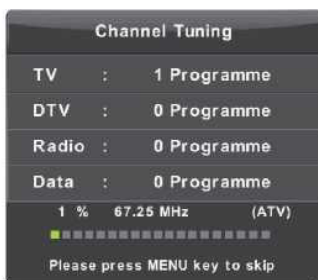 Channel Tuning
TV : 1 Programme
DTV : 0 Programme
Radio : 0 Programme
Data : 0 Programme
1 % 67.25 MHz (ATV)
Please press MENU key to skip